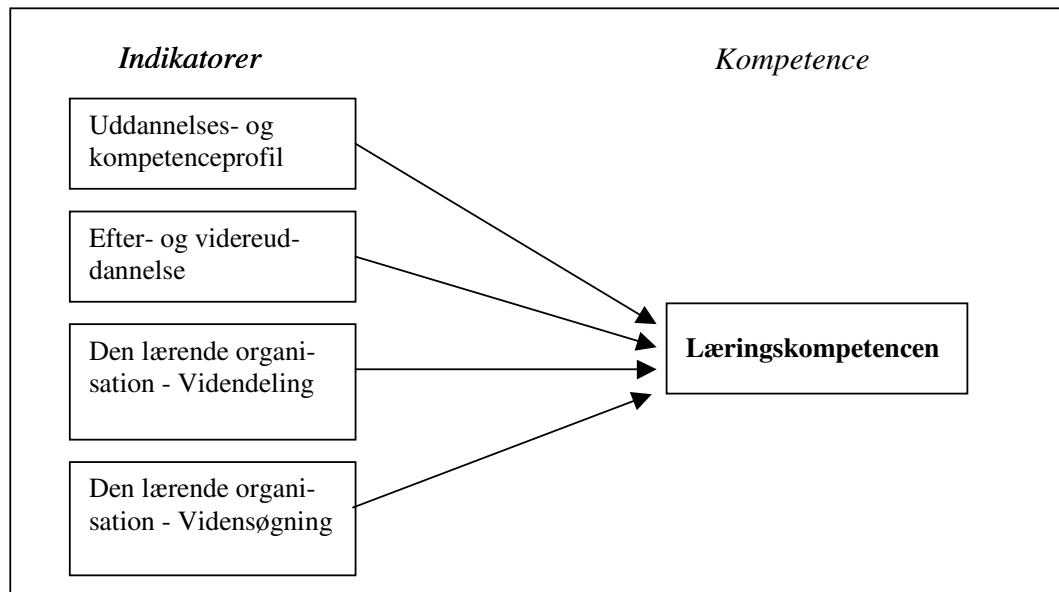 Indikatorer
Kompetence
Uddannelses- og
kompetenceprofil
Efter- og videreud-
dannelse
Den lærende organi-
sation - Videndeling
Den lærende organi-
sation - Vidensøgning
Læringskompetencen